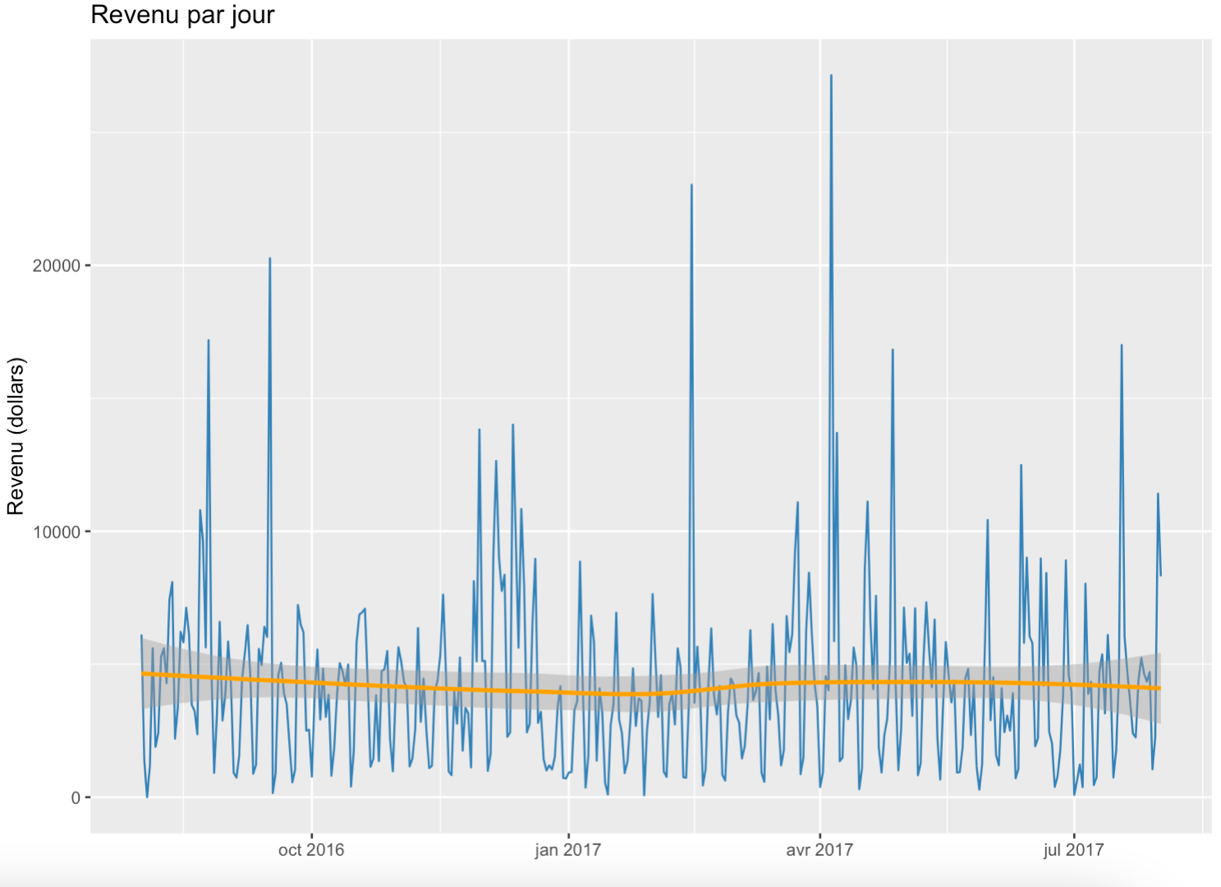 Revenu par jour
Revenu (dollars)
20000
10000
0
oct 2016
jan 2017
avr 2017
jul 2017